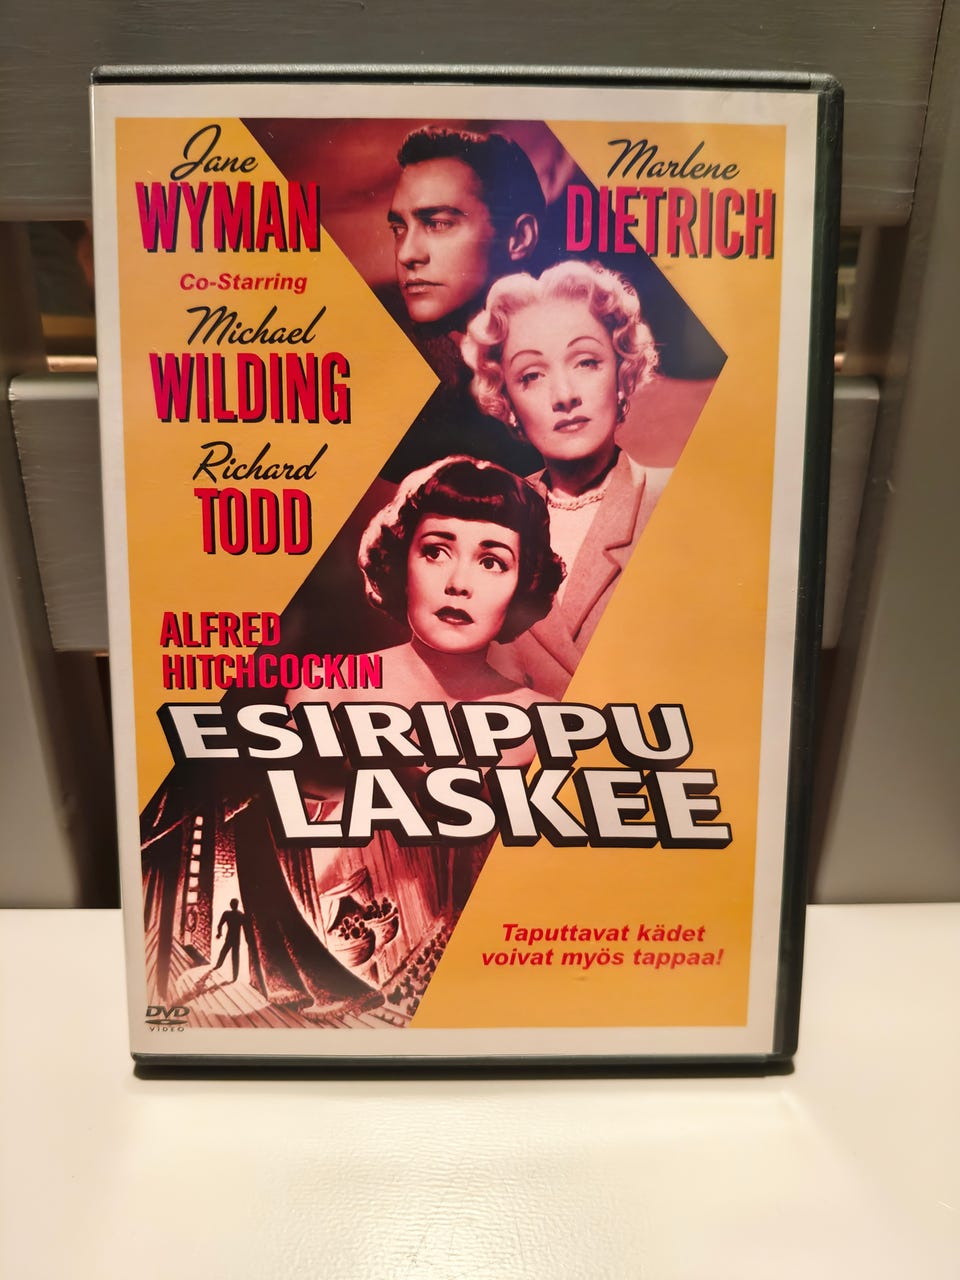 Jane
WYMAN
Marlene
DIETRICH
Co-Starring
Michael
WILDING
Richard
TODD
ALFRED
HITCHCOCKIN
ESIRIPPU
LASKEE
Taputtavat kädet
voivat myös tappaa!
DVD
VIDEO